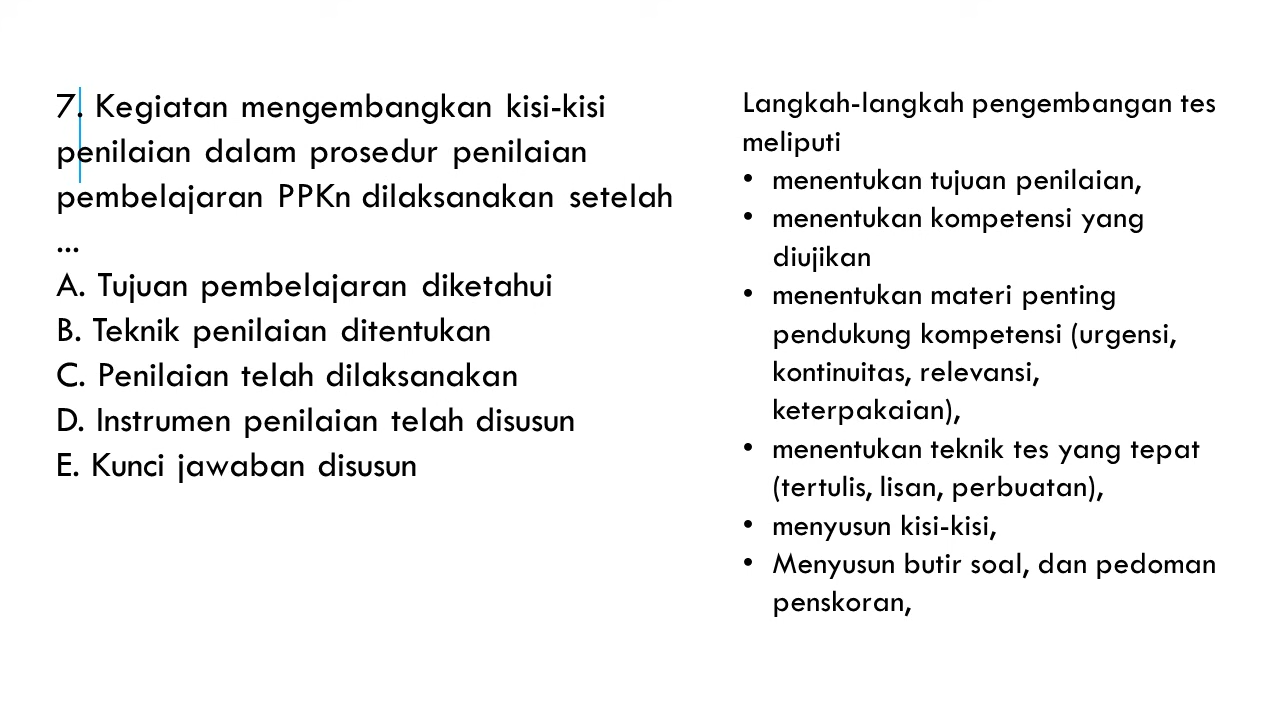 7. Kegiatan mengembangkan kisi-kisi
penilaian dalam prosedur penilaian
pembelajaran PPKn dilaksanakan setelah
...
A. Tujuan pembelajaran diketahui
B. Teknik penilaian ditentukan
C. Penilaian telah dilaksanakan
D. Instrumen penilaian telah disusun
E. Kunci jawaban disusun
Langkah-langkah pengembangan tes
meliputi
• menentukan tujuan penilaian,
• menentukan kompetensi yang
diujikan
• menentukan materi penting
pendukung kompetensi (urgensi,
kontinuitas, relevansi,
keterpakaian),
• menentukan teknik tes yang tepat
(tertulis, lisan, perbuatan),
• menyusun kisi-kisi,
• Menyusun butir soal, dan pedoman
penskoran,